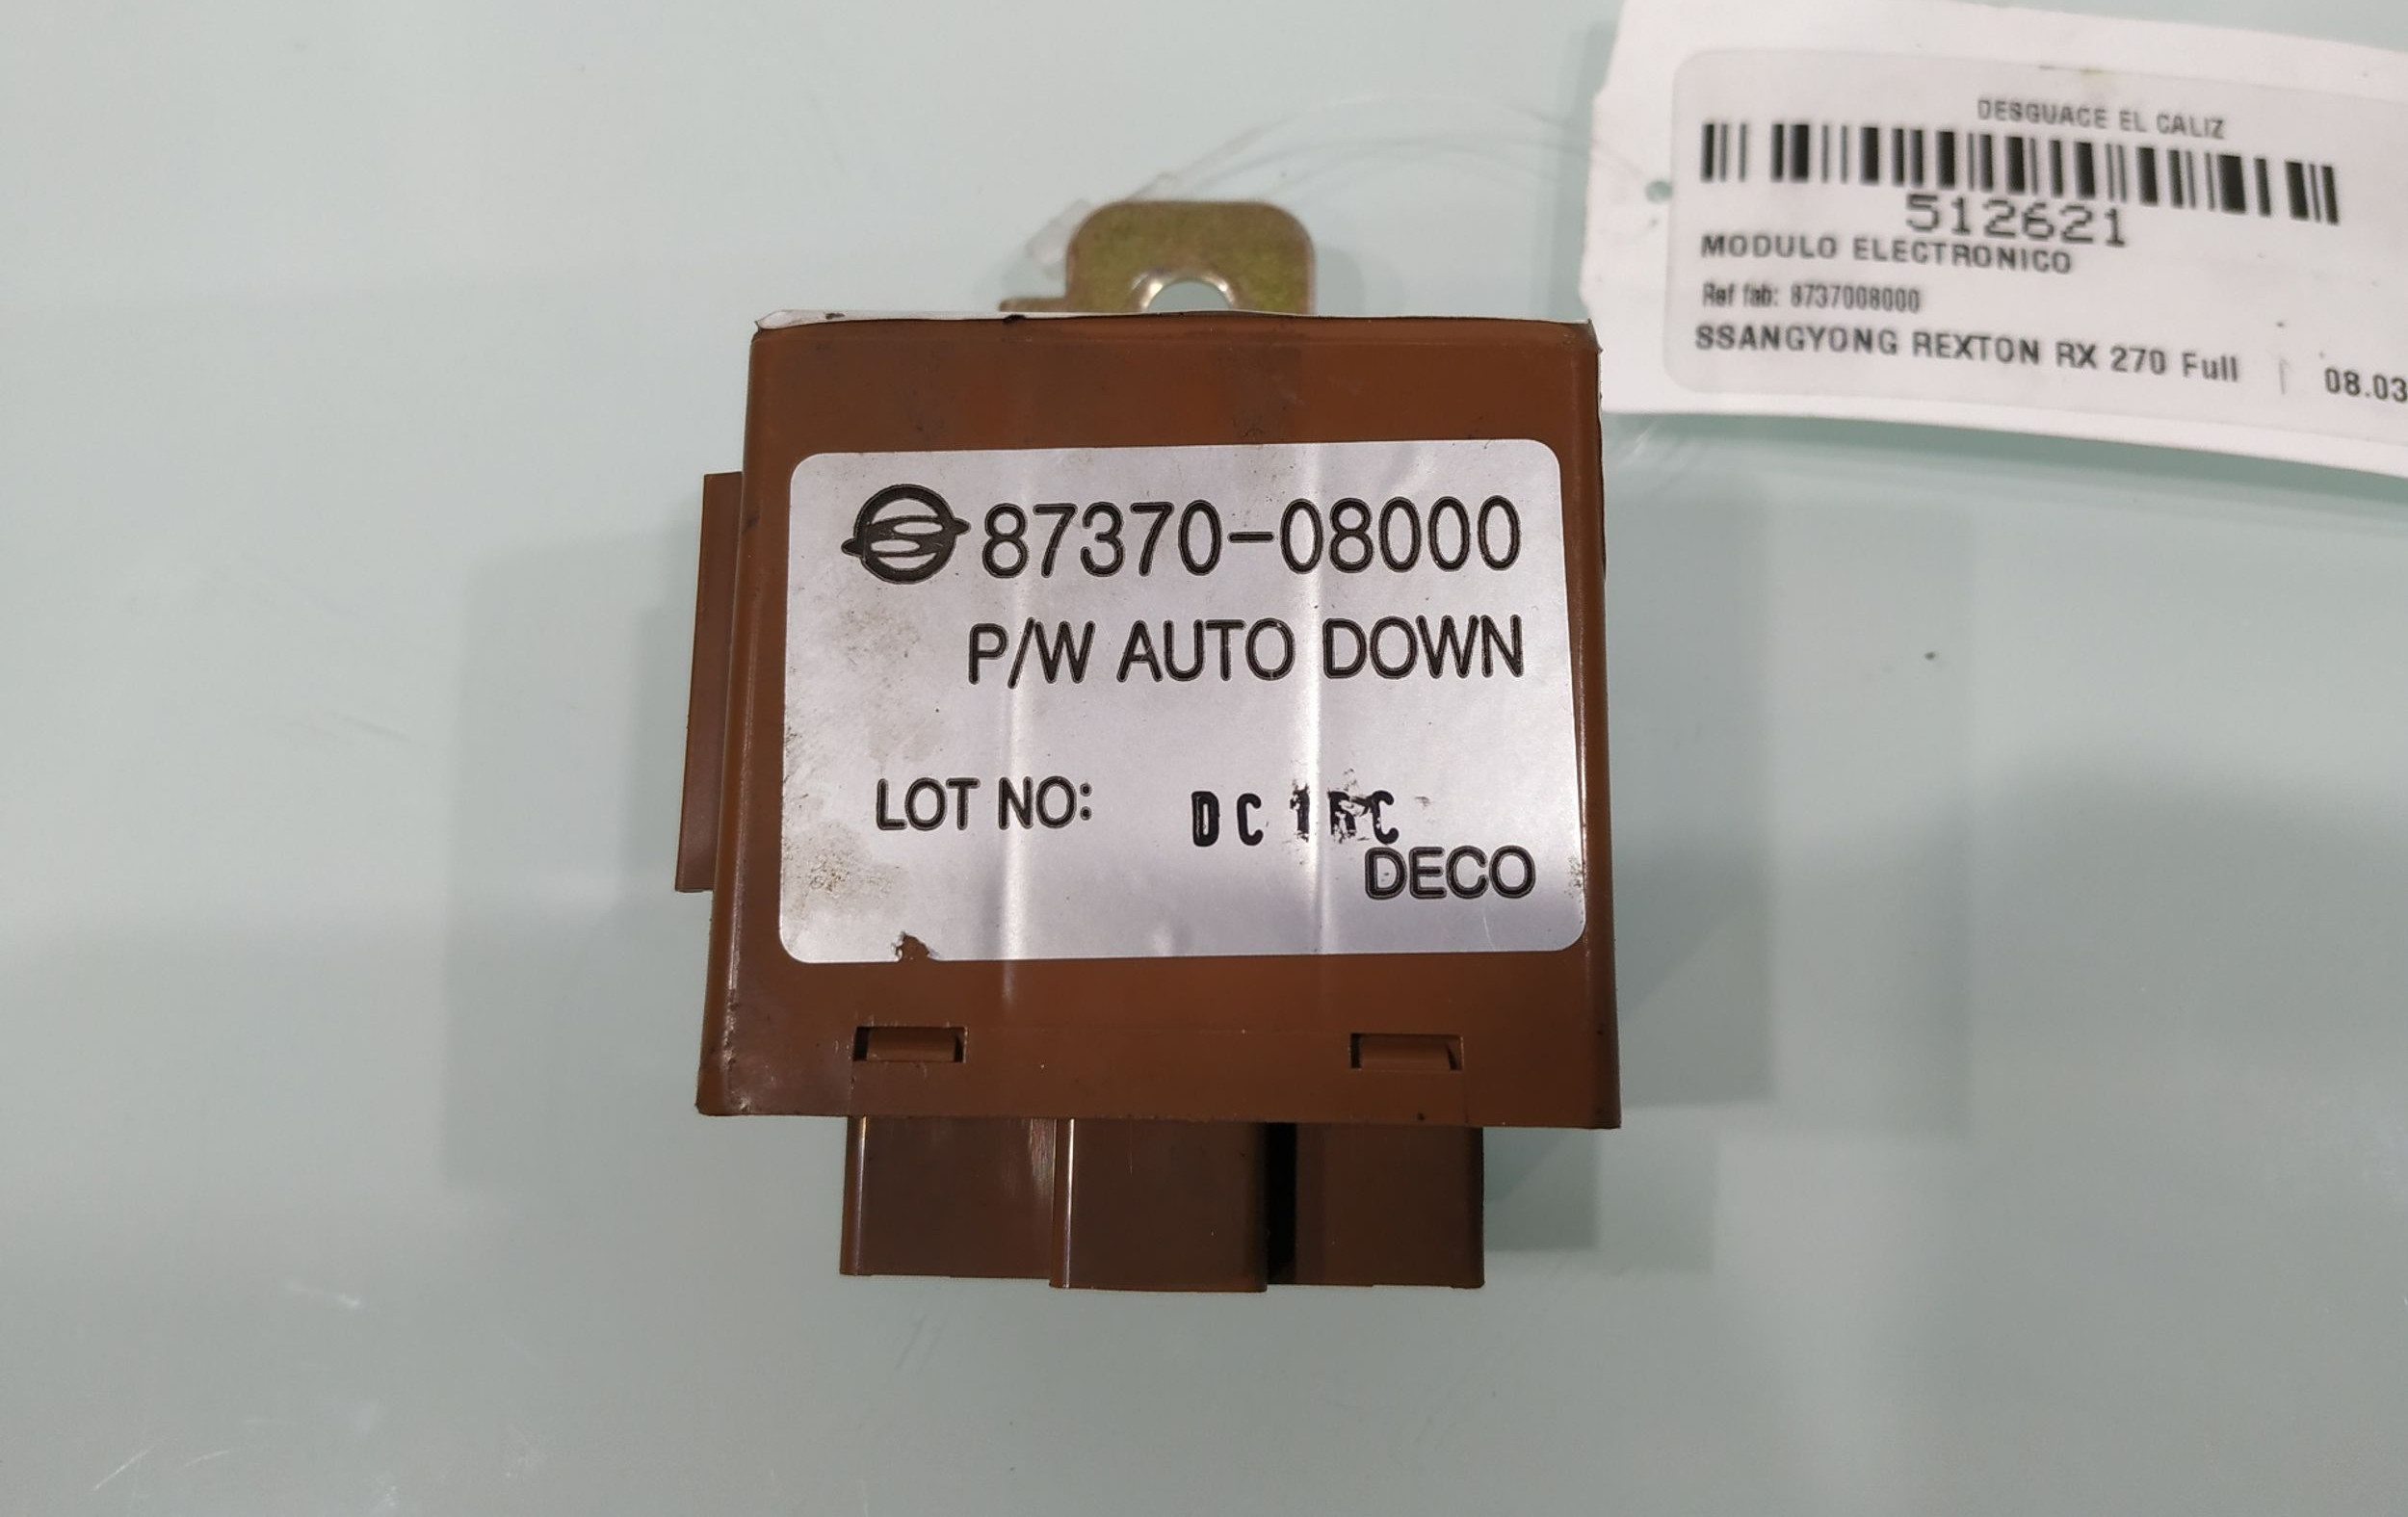 DESGUACE EL CALIZ
512621
MODULO ELECTRONICO
Ref fab: 8737008000
SSANGYONG REXTON RX 270 Full 08.03
87370-08000
P/W AUTO DOWN
LOT NO:
DECO